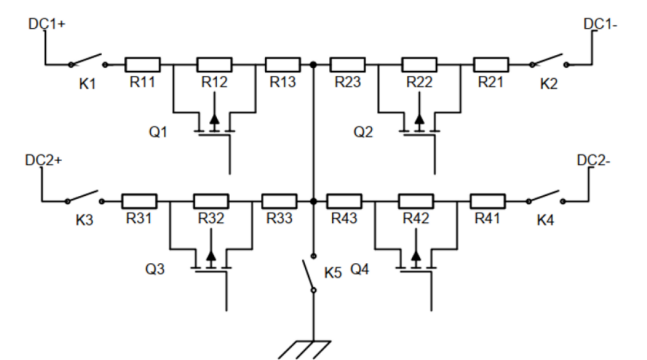 DC1+ DC1-
K1 R11 R12 R13 R23 R22 R21 K2
Q1 Q2
DC2+ DC2-
K3 R31 R32 R33 R43 R42 R41 K4
Q3 K5 Q4